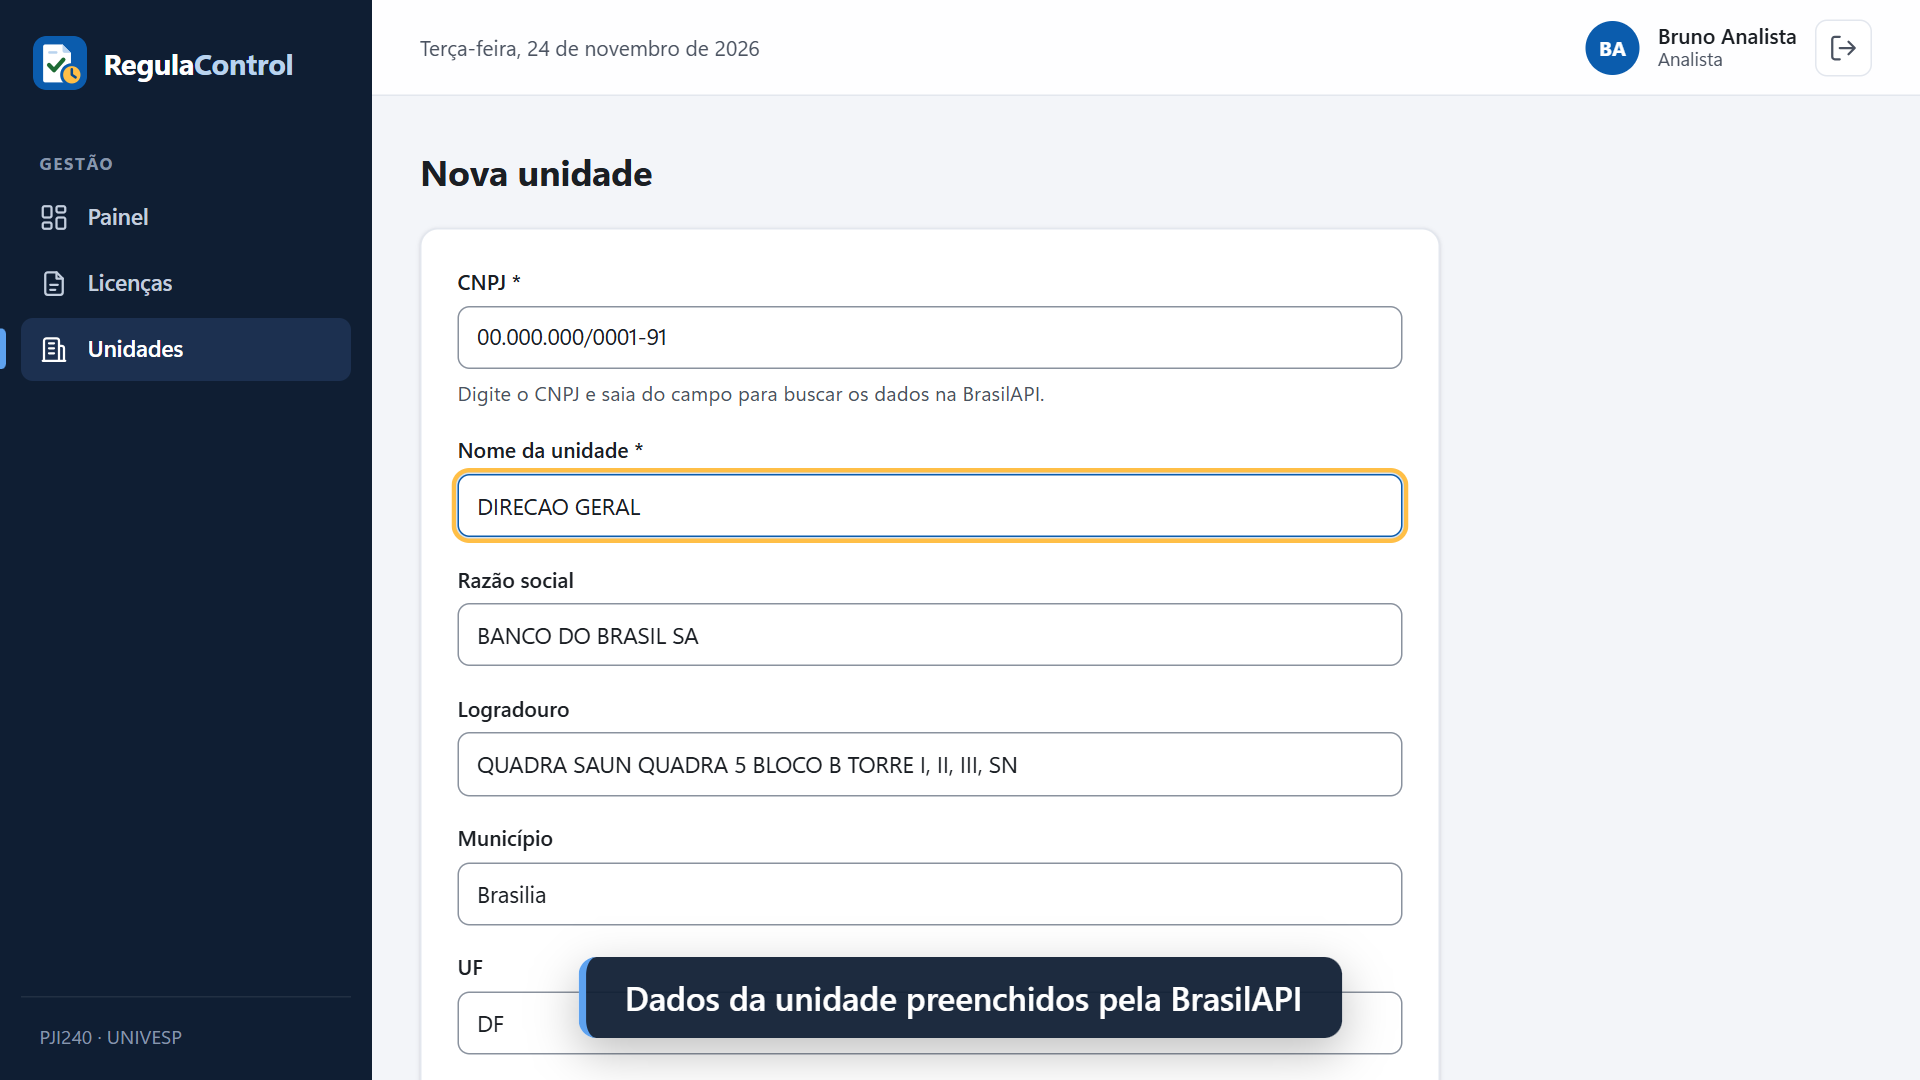 RegulaControl
Terça-feira, 24 de novembro de 2026
BA
Bruno Analista
Analista
GESTÃO
Painel
Licenças
Unidades
Nova unidade
CNPJ *
00.000.000/0001-91
Digite o CNPJ e saia do campo para buscar os dados na BrasilAPI.
Nome da unidade *
DIRECAO GERAL
Razão social
BANCO DO BRASIL SA
Logradouro
QUADRA SAUN QUADRA 5 BLOCO B TORRE I, II, III, SN
Município
Brasilia
UF
DF
Dados da unidade preenchidos pela BrasilAPI
PJI240 · UNIVESP